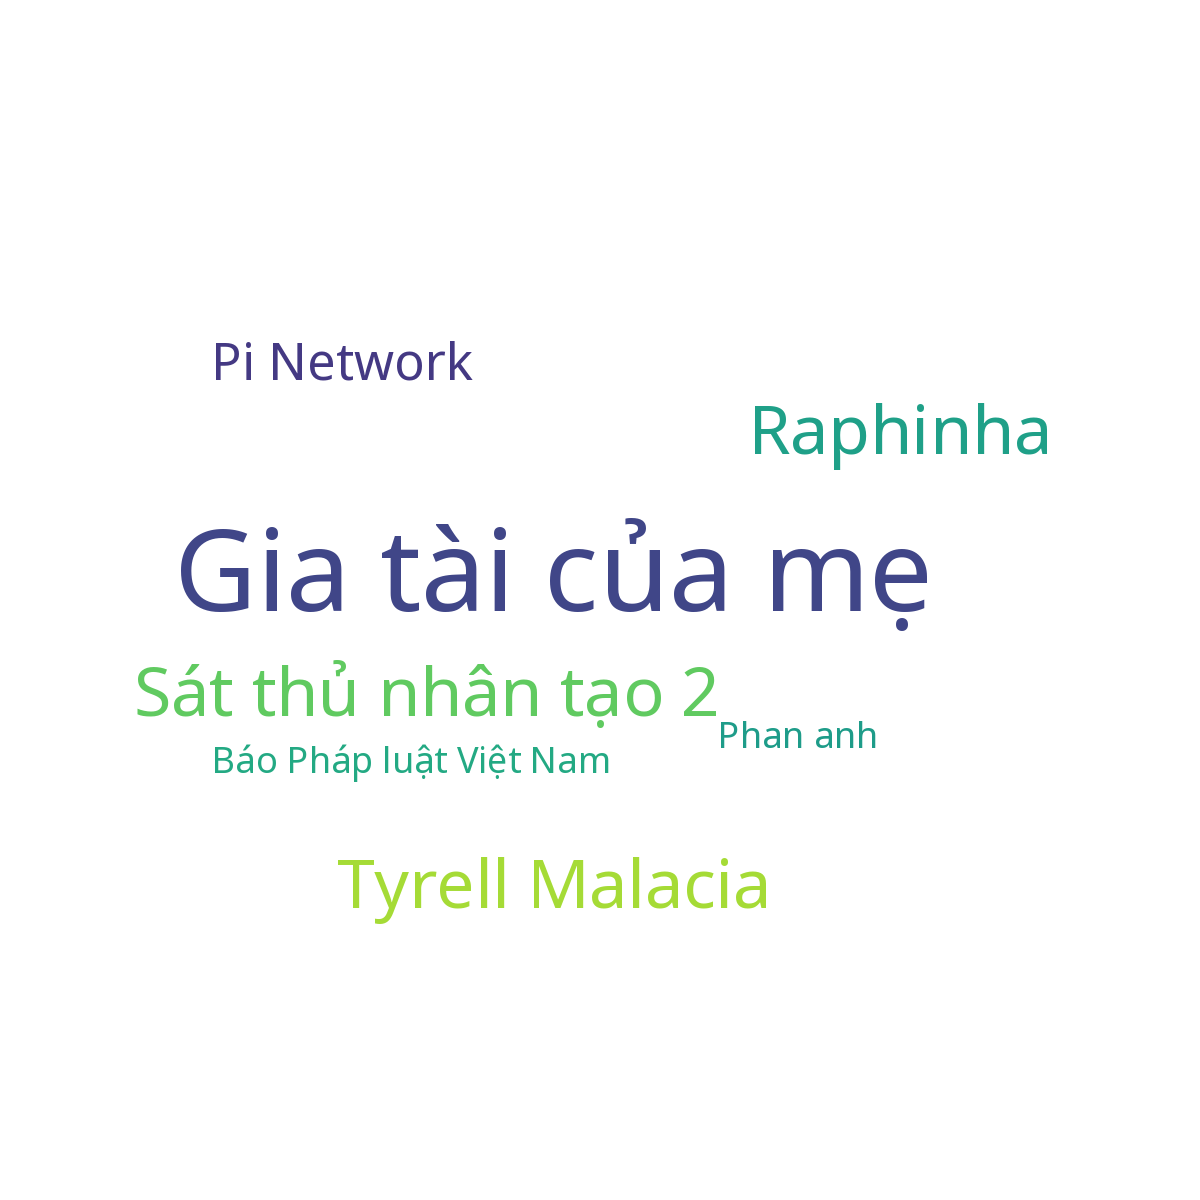 Pi Network
Raphinha
Gia tài của mẹ
Sát thủ nhân tạo 2
Phan anh
Báo Pháp luật Việt Nam
Tyrell Malacia